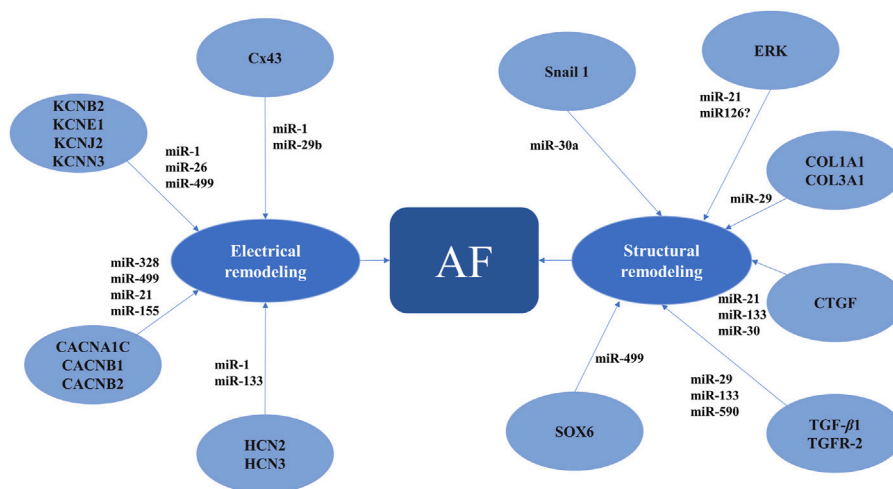 Cx43
miR-1
miR-29b
KCNB2
KCNE1
KCNJ2
KCNN3
miR-1
miR-26
miR-499
Electrical
remodeling
miR-328
miR-499
miR-21
miR-155
CACNA1C
CACNB1
CACNB2
miR-1
miR-133
HCN2
HCN3
AF
Snail 1
miR-30a
ERK
miR-21
miR126?
COL1A1
COL3A1
miR-29
Structural
remodeling
CTGF
miR-21
miR-133
miR-30
miR-499
SOX6
miR-29
miR-133
miR-590
TGF-β1
TGFR-2